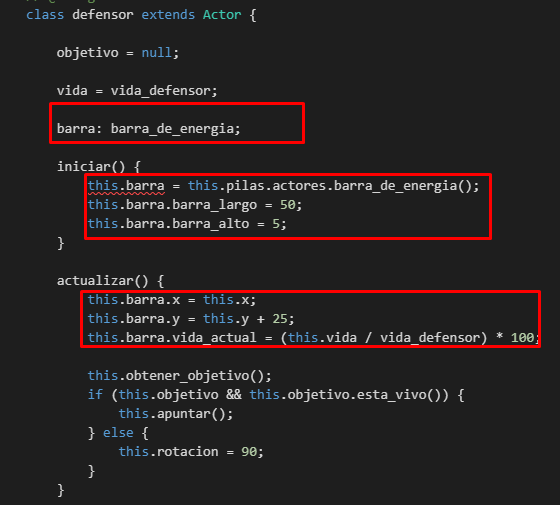 class defensor extends Actor {
objetivo = null;
vida = vida_defensor;
barra: barra_de_energia;
iniciar() {
this.barra = this.pilas.actores.barra_de_energia();
this.barra.barra_largo = 50;
this.barra.barra_alto = 5;
}
actualizar() {
this.barra.x = this.x;
this.barra.y = this.y + 25;
this.barra.vida_actual = (this.vida / vida_defensor) * 100;
this.obtener_objetivo();
if (this.objetivo && this.objetivo.esta_vivo()) {
this.apuntar();
} else {
this.rotacion = 90;
}
}